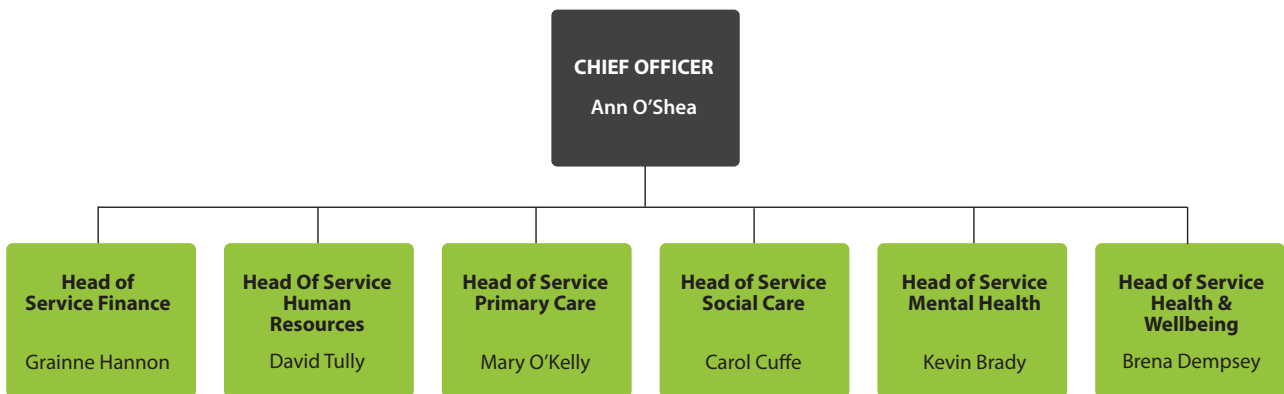 CHIEF OFFICER
Ann O’Shea
Head of
Service Finance
Grainne Hannon
Head Of Service
Human
Resources
David Tully
Head of Service
Primary Care
Mary O’Kelly
Head of Service
Social Care
Carol Cuffe
Head of Service
Mental Health
Kevin Brady
Head of Service
Health &
Wellbeing
Brena Dempsey